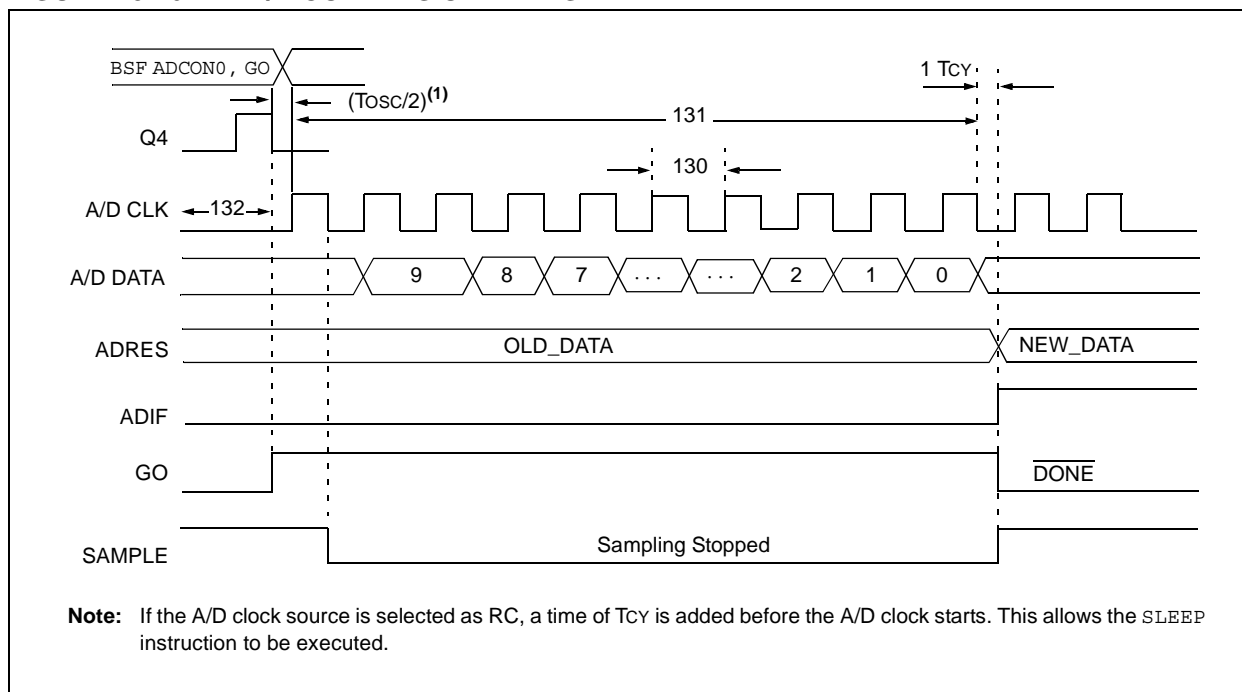 BSF ADCON0, GO
1 TCY
(TOSC/2)(1)
131
Q4
130
A/D CLK
132
A/D DATA
9 8 7 . . . . . . 2 1 0
ADRES
OLD_DATA
NEW_DATA
ADIF
GO
DONE
SAMPLE
Sampling Stopped
Note: If the A/D clock source is selected as RC, a time of TCY is added before the A/D clock starts. This allows the SLEEP
instruction to be executed.